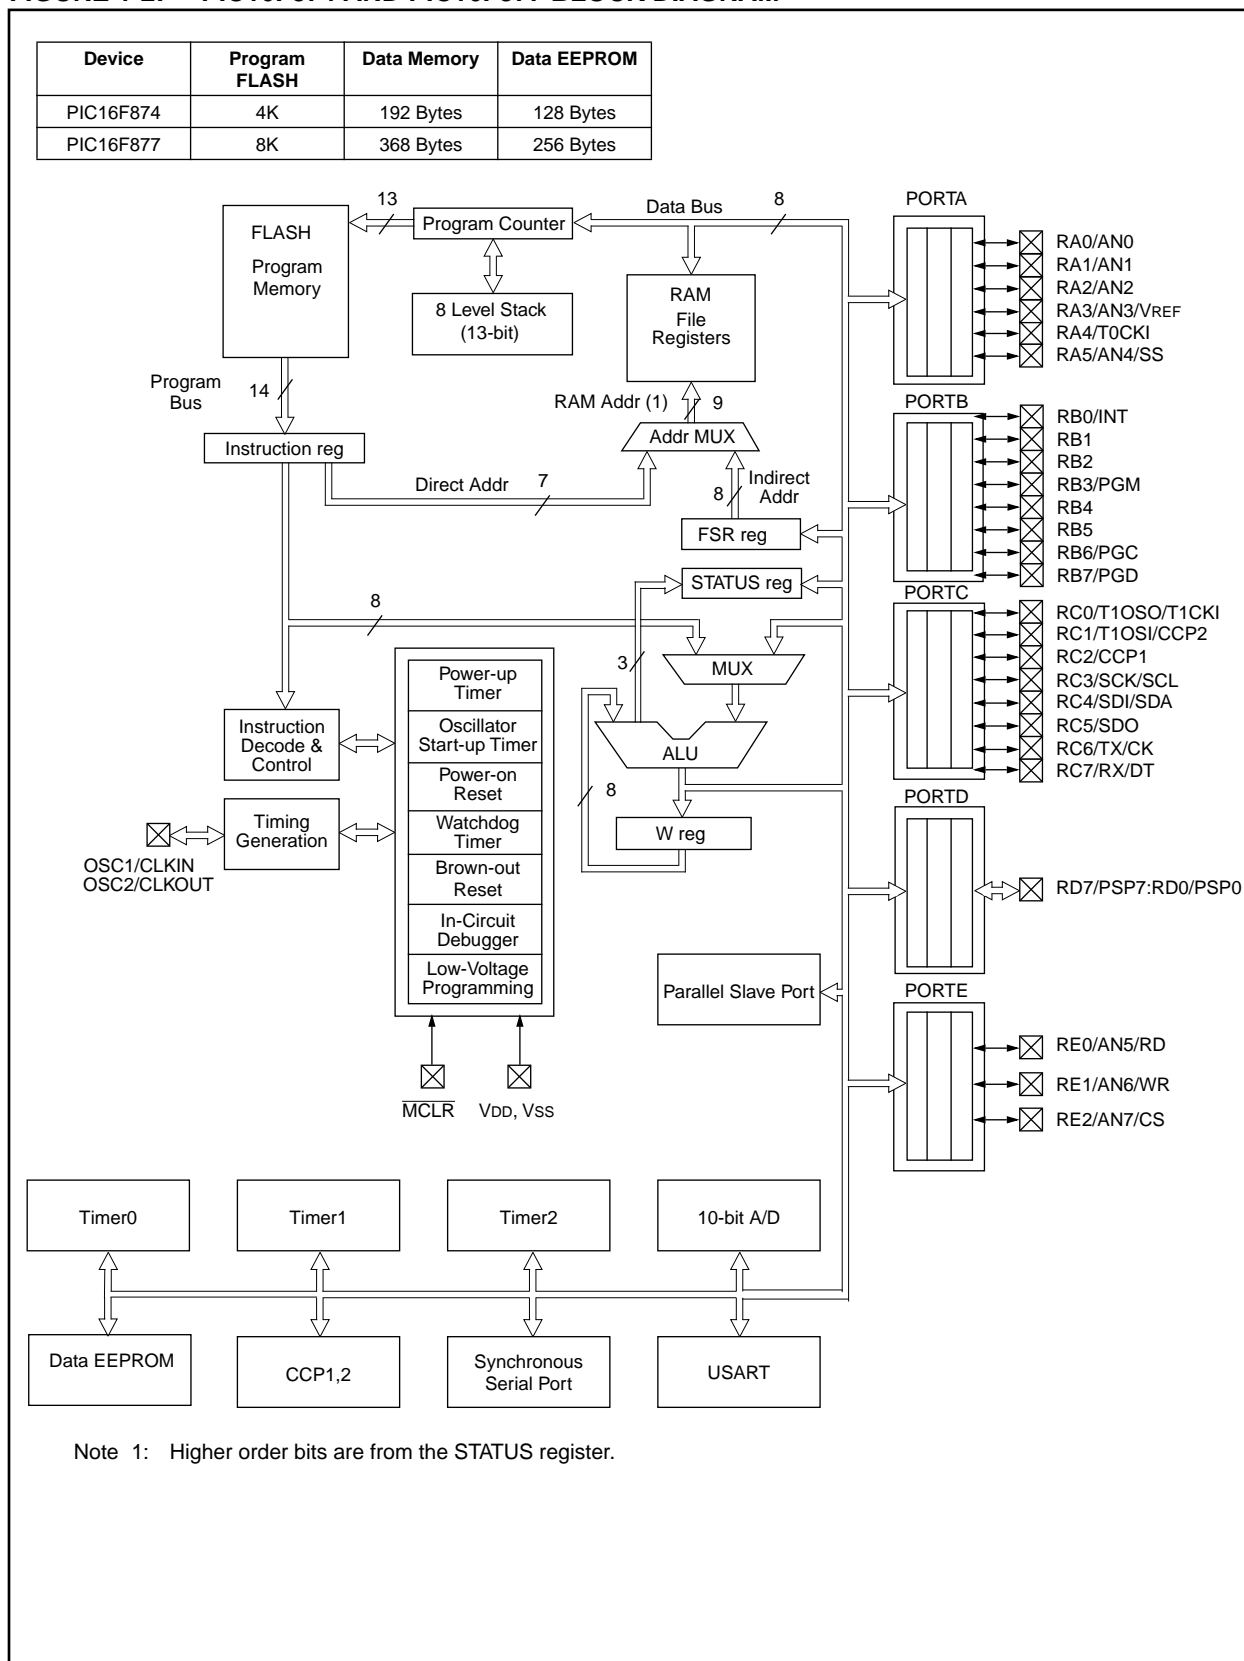 Device Program FLASH Data Memory Data EEPROM
PIC16F874 4K 192 Bytes 128 Bytes
PIC16F877 8K 368 Bytes 256 Bytes
FLASH
Program
Memory
13
Program Counter
8 Level Stack
(13-bit)
Data Bus
8
RAM
File
Registers
Program
Bus
14
Instruction reg
RAM Addr (1)
9
Addr MUX
Direct Addr
7
Indirect
Addr
8
FSR reg
STATUS reg
8
3
MUX
ALU
8
W reg
Power-up
Timer
Oscillator
Start-up Timer
Power-on
Reset
Watchdog
Timer
Brown-out
Reset
In-Circuit
Debugger
Low-Voltage
Programming
Instruction
Decode &
Control
Timing
Generation
OSC1/CLKIN
OSC2/CLKOUT
MCLR
VDD, VSS
Parallel Slave Port
PORTA
RA0/AN0
RA1/AN1
RA2/AN2
RA3/AN3/VREF
RA4/T0CKI
RA5/AN4/SS
PORTB
RB0/INT
RB1
RB2
RB3/PGM
RB4
RB5
RB6/PGC
RB7/PGD
PORTC
RC0/T1OSO/T1CKI
RC1/T1OSI/CCP2
RC2/CCP1
RC3/SCK/SCL
RC4/SDI/SDA
RC5/SDO
RC6/TX/CK
RC7/RX/DT
PORTD
RD7/PSP7:RD0/PSP0
PORTE
RE0/AN5/RD
RE1/AN6/WR
RE2/AN7/CS
Timer0
Timer1
Timer2
10-bit A/D
Data EEPROM
CCP1,2
Synchronous
Serial Port
USART
Note 1: Higher order bits are from the STATUS register.